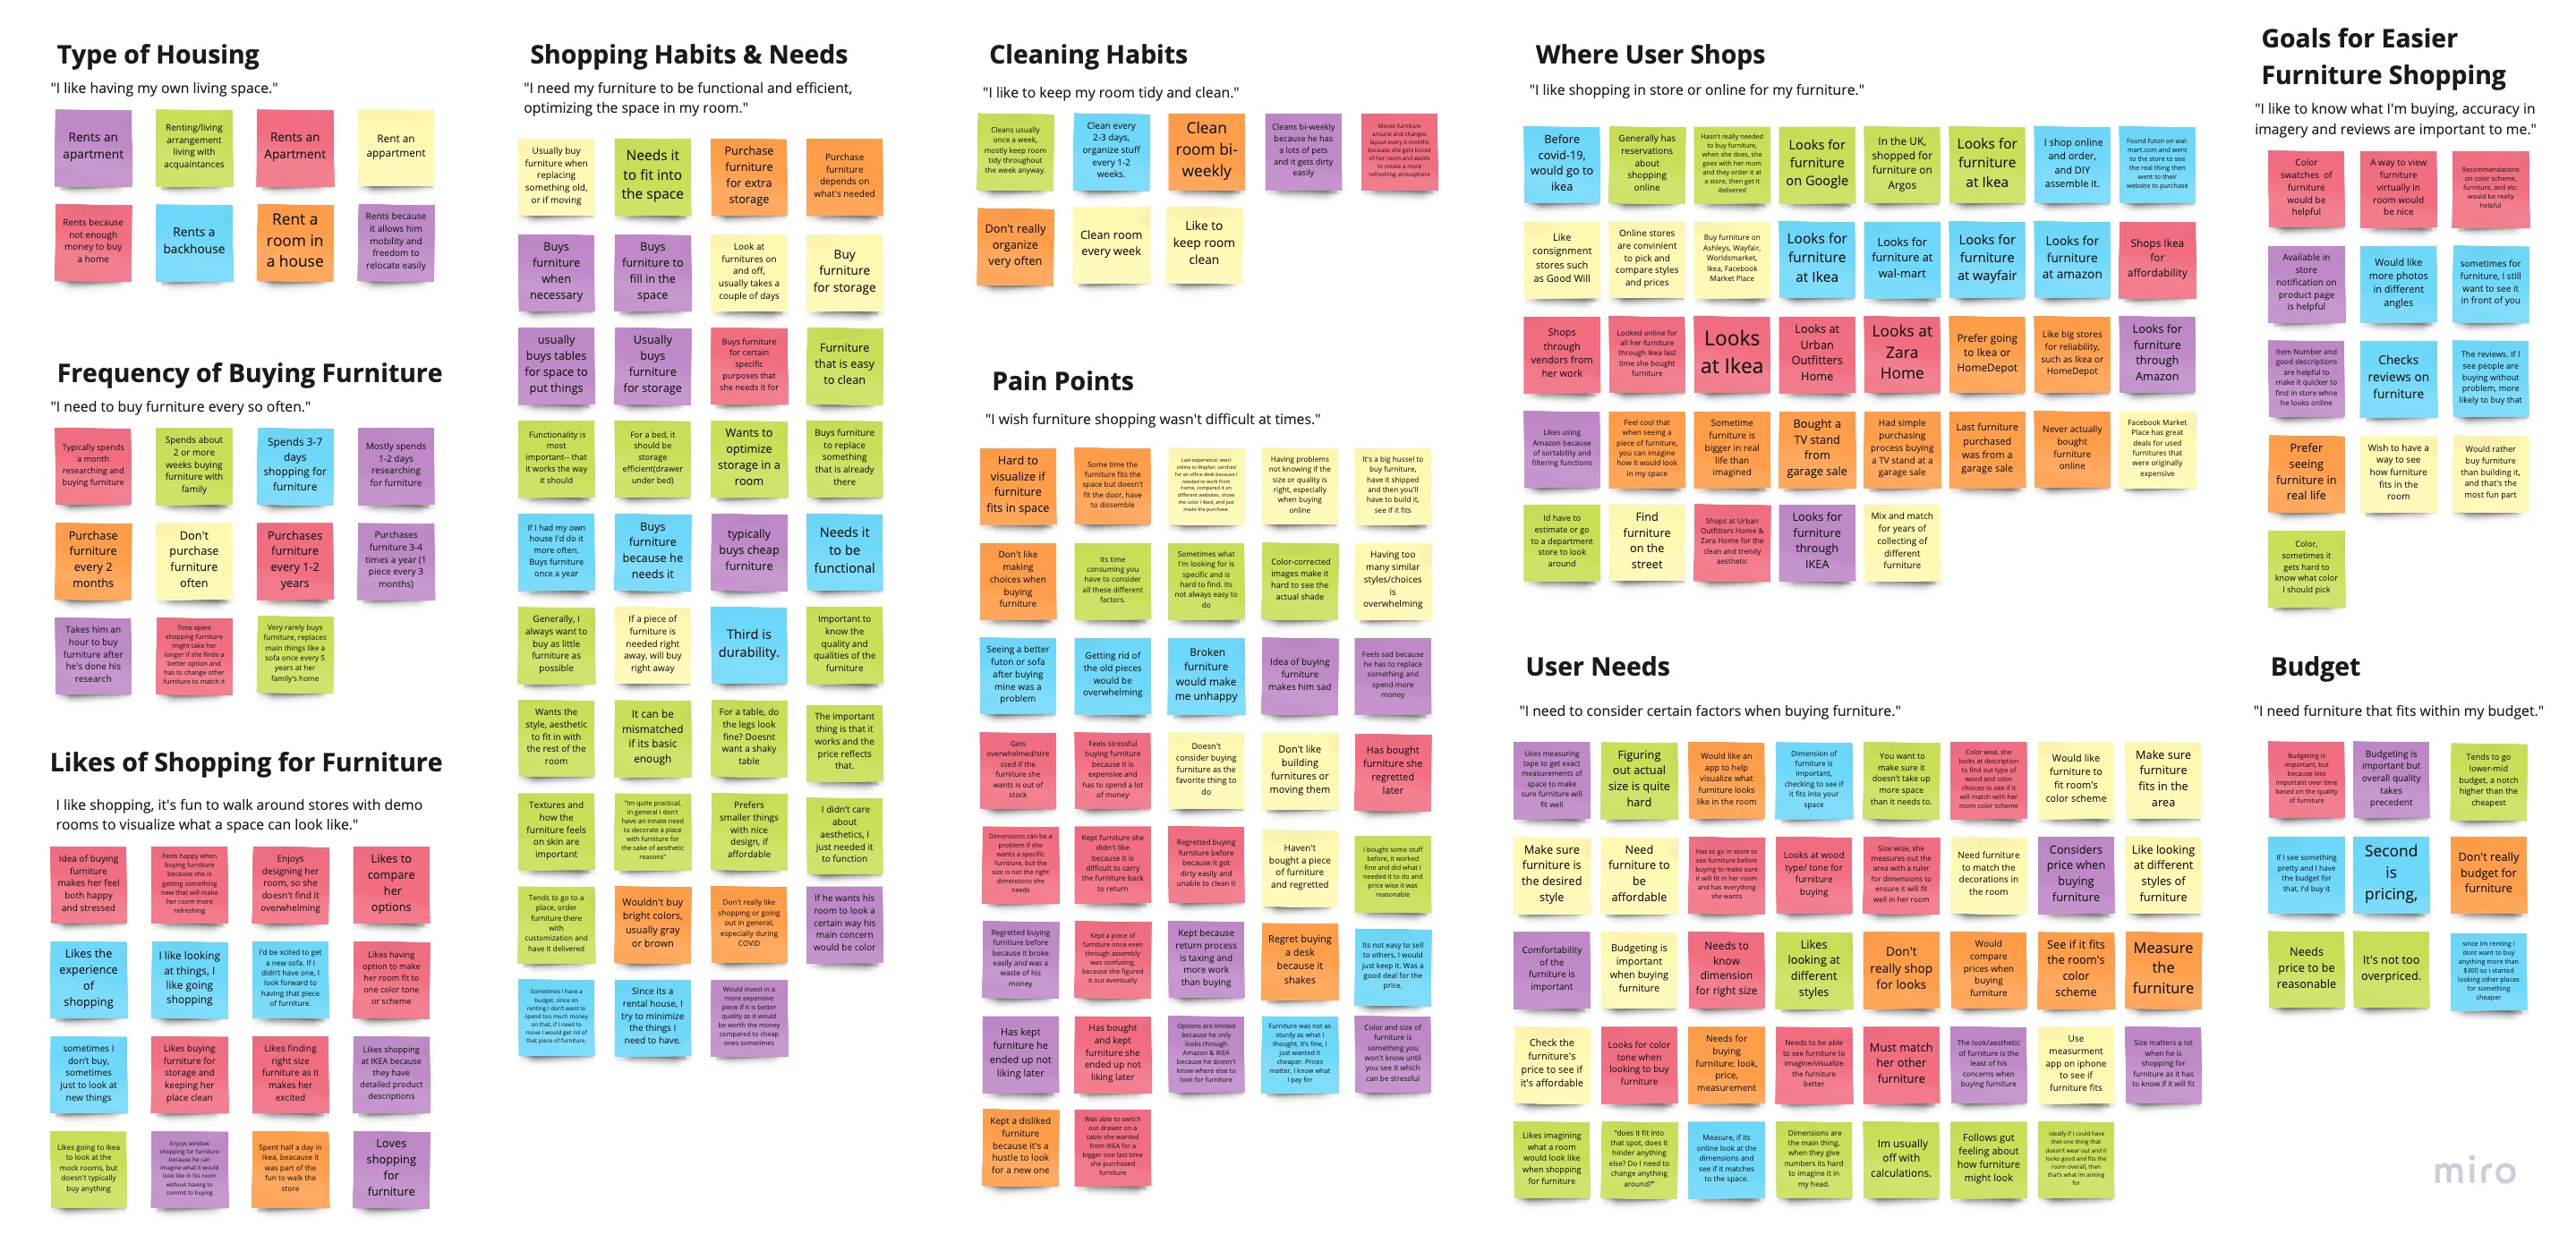 Type of Housing
"I like having my own living space."
Rents an
apartment
Renting/living
arrangement
living with
acquaintances
Rents an
Apartment
Rent an
appartment
Rents because
not enough
money to buy
a home
Rents a
backhouse
Rent a
room in
a house
Rents because
it allows him
mobility and
freedom to
relocate easily
Frequency of Buying Furniture
"I need to buy furniture every so often."
Typically spends
a month
researching and
buying furniture
Spends about
2 or more
weeks buying
furniture with
family
Spends 3-7
days
shopping for
furniture
Mostly spends
1-2 days
researching
for furniture
Purchase
furniture
every 2
months
Don't
purchase
furniture
often
Purchases
furniture
every 1-2
years
Purchases
furniture 3-4
times a year (1
piece every 3
months)
Takes him an
hour to buy
furniture after
he's done his
research
Time spent
shopping furniture
might take her
longer if she finds a
better option and
has to change other
furniture to match it
Very rarely buys
furniture, replaces
main things like a
sofa once every 5
years at her
family's home
Likes of Shopping for Furniture
I like shopping, it's fun to walk around stores with demo
rooms to visualize what a space can look like."
Idea of buying
furniture
makes her feel
both happy
and stressed
Feels happy when
buying furniture
because she is
getting something
new that will make
her room more
refreshing
Enjoys
designing her
room, so she
doesn't find it
overwhelming
Likes to
compare
her
options
Likes the
experience
of
shopping
I like looking
at things, I
like going
shopping
I'd be xcited to get
a new sofa. If I
didn't have one, I
look forward to
having that piece
of furniture.
Likes having
option to make
her room fit to
one color tone
or scheme
sometimes I
don't buy,
sometimes
just to look at
new things
Likes buying
furniture for
storage and
keeping her
place clean
Likes finding
right size
furniture as it
makes her
excited
Likes shopping
at IKEA because
they have
detailed product
descriptions
Likes going to ikea
to look at the
mock rooms, but
doesn't typically
buy anything
Enjoys window
shopping for furniture
because he can
imagine what it would
look like in his room
without having to
commit to buying
Spent half a day in
Ikea, beacause it
was part of the
fun to walk the
store
Loves
shopping
for
furniture
Shopping Habits & Needs
"I need my furniture to be functional and efficient,
optimizing the space in my room."
Usually buy
furniture when
replacing
something old,
or if moving
Needs it
to fit into
the space
Purchase
furniture
for extra
storage
Purchase
furniture
depends on
what's needed
Buys
furniture
when
necessary
Buys
furniture to
fill in the
space
Look at
furnitures on
and off,
usually takes a
couple of days
Buy
furniture
for storage
usually
buys tables
for space to
put things
Usually
buys
furniture
for storage
Buys furniture
for certain
specific
purposes that
she needs it for
Furniture
that is easy
to clean
Functionality is
most
important-- that
it works the way
it should
For a bed, it
should be
storage
efficient(drawer
under bed)
Wants to
optimize
storage in a
room
Buys furniture
to replace
something
that is already
there
If I had my own
house I'd do it
more often.
Buys furniture
once a year
Buys
furniture
because he
needs it
typically
buys cheap
furniture
Needs it
to be
functional
Generally, I
always want to
buy as little
furniture as
possible
If a piece of
furniture is
needed right
away, will buy
right away
Third is
durability.
Important to
know the
quality and
qualities of the
furniture
Wants the
style, aesthetic
to fit in with
the rest of the
room
It can be
mismatched
if its basic
enough
For a table, do
the legs look
fine? Doesnt
want a shaky
table
The important
thing is that it
works and the
price reflects
that.
Textures and
how the
furniture feels
on skin are
important
"Im quite practical,
in general I don't
have an innate need
to decorate a place
with furniture for
the sake of aesthetic
reasons"
Prefers
smaller things
with nice
design, if
affordable
I didn't care
about
aesthetics, I
just needed it
to function
Tends to go to a
place, order
furniture there
with
customization and
have it delivered
Wouldn't buy
bright colors,
usually gray
or brown
Don't really like
shopping or going
out in general,
especially during
COVID
If he wants his
room to look a
certain way his
main concern
would be color
Sometimes I have a
budget, since im
renting I don't want to
spend too much money
on that, if I need to
move I would get rid of
that piece of furniture.
Since its a
rental house, I
try to minimize
the things I
need to have.
Would invest in a
more expensive
piece if it is better
quality as it would
be worth the money
compared to cheap
ones sometimes
Cleaning Habits
"I like to keep my room tidy and clean."
Cleans usually
once a week,
mostly keep room
tidy throughout
the week anyway.
Clean every
2-3 days,
organize stuff
every 1-2
weeks.
Clean
room bi-
weekly
Cleans bi-weekly
because he has
a lots of pets
and it gets dirty
easily
Moves furniture
around and changes
layout every 6 months
because she gets bored
of her room and wants
to create a more
refreshing atmosphere
Don't really
organize
very often
Clean room
every week
Like to
keep room
clean
Pain Points
"I wish furniture shopping wasn't difficult at times."
Hard to
visualize if
furniture
fits in space
Some time the
furniture fits the
space but doesn't
fit the door, have
to dissemble
Last experience: went
online to Wayfair, serched
for an office desk because I
needed to work from
home, compared it on
different websites, chose
the color I liked, and just
made the purchase.
Having problems
not knowing if the
size or quality is
right, especially
when buying
online
It's a big hussel to
buy furniture,
have it shipped
and then you'll
have to build it,
see if it fits
Don't like
making
choices when
buying
furniture
Its time
consuming you
have to consider
all these different
factors.
Sometimes what
I'm looking for is
specific and is
hard to find. Its
not always easy to
do
Color-corrected
images make it
hard to see the
actual shade
Having too
many similar
styles/choices
is
overwhelming
Seeing a better
futon or sofa
after buying
mine was a
problem
Getting rid of
the old pieces
would be
overwhelming
Broken
furniture
would make
me unhappy
Idea of buying
furniture
makes him sad
Feels sad because
he has to replace
something and
spend more
money
Gets
overwhelmed/stre
ssed if the
furniture she
wants is out of
stock
Feels stressful
buying furniture
because it is
expensive and
has to spend a lot
of money
Doesn't
consider buying
furniture as the
favorite thing to
do
Don't like
building
furnitures or
moving them
Has bought
furniture she
regretted
later
Dimensions can be a
problem if she
wants a specific
furniture, but the
size is not the right
dimensions she
needs
Kept furniture she
didn't like
because it is
difficult to carry
the furniture back
to return
Regretted buying
furniture before
because it got
dirty easily and
unable to clean it
Haven't
bought a piece
of furniture
and regretted
I bought some stuff
before, it worked
fine and did what I
needed it to do and
price wise it was
reasonable
Regretted buying
furniture before
because it broke
easily and was a
waste of his
money
Kept a piece of
furniture once even
through assembly
was confusing,
because she figured
it out eventually
Kept because
return process
is taxing and
more work
than buying
Regret buying
a desk
because it
shakes
Its not easy to sell
to others, I would
just keep it. Was a
good deal for the
price.
Has kept
furniture he
ended up not
liking later
Has bought
and kept
furniture she
ended up not
liking later
Options are limited
because he only
looks through
Amazon & IKEA
because he doesn't
know where else to
look for furniture
Furniture was not as
sturdy as what I
thought, it's fine, I
just wanted it
cheaper. Prices
matter, I know what
I pay for
Color and size of
furniture is
something you
won't know until
you see it which
can be stressful
Kept a disliked
furniture
because it's a
hustle to look
for a new one
Was able to switch
out drawer on a
table she wanted
from IKEA for a
bigger one last time
she purchased
furniture
Where User Shops
"I like shopping in store or online for my furniture."
Before
covid-19,
would go to
ikea
Generally has
reservations
about
shopping
online
Hasn't really needed
to buy furniture,
when she does, she
goes with her mom
and they order it at
a store, then get it
delivered
Looks for
furniture
on Google
In the UK,
shopped for
furniture on
Argos
Looks for
furniture
at Ikea
I shop online
and order,
and DIY
assemble it.
Found futon on wal-
mart.com and went
to the store to see
the real thing then
went to their
website to purchase
Like
consignment
stores such
as Good Will
Online stores
are convinient
to pick and
compare styles
and prices
Buy furniture on
Ashleys, Wayfair,
Worldsmarket,
Ikea, Facebook
Market Place
Looks for
furniture
at Ikea
Looks for
furniture at
wal-mart
Looks for
furniture
at wayfair
Looks for
furniture
at amazon
Shops Ikea
for
affordability
Shops
through
vendors from
her work
Looked online for
all her furniture
through Ikea last
time she bought
furniture
Looks
at Ikea
Looks at
Urban
Outfitters
Home
Looks at
Zara
Home
Prefer going
to Ikea or
HomeDepot
Like big stores
for reliability,
such as Ikea or
HomeDepot
Looks for
furniture
through
Amazon
Likes using
Amazon because
of sortability and
filtering functions
Feel cool that
when seeing a
piece of furniture,
you can imagine
how it would look
in my space
Sometime
furniture is
bigger in real
life than
imagined
Bought a
TV stand
from
garage sale
Had simple
purchasing
process buying
a TV stand at a
garage sale
Last furniture
purchased
was from a
garage sale
Never actually
bought
furniture
online
Facebook Market
Place has great
deals for used
furnitures that
were originally
expensive
Id have to
estimate or go
to a department
store to look
around
Find
furniture
on the
street
Shops at Urban
Outfitters Home &
Zara Home for the
clean and trendy
aesthetic
Looks for
furniture
through
IKEA
Mix and match
for years of
collecting of
different
furniture
User Needs
"I need to consider certain factors when buying furniture."
Uses measuring
tape to get exact
measurements of
space to make
sure furniture will
fit well
Figuring
out actual
size is quite
hard
Would like an
app to help
visualize what
furniture looks
like in the room
Dimension of
furniture is
important,
checking to see if
it fits into your
space
You want to
make sure it
doesn't take up
more space
than it needs to.
Color wise, she
looks at description
to find out type of
wood and color
choices to see if it
will match with her
room color scheme
Would like
furniture to
fit room's
color scheme
Make sure
furniture
fits in the
area
Make sure
furniture is
the desired
style
Need
furniture to
be
affordable
Has to go in store to
see furniture before
buying to make sure
it will fit in her room
and has everything
she wants
Looks at wood
type/ tone for
furniture
buying
Size wise, she
measures out the
area with a ruler
for dimensions to
ensure it will fit
well in her room
Need furniture
to match the
decorations in
the room
Considers
price when
buying
furniture
Like looking
at different
styles of
furniture
Comfortability
of the
furniture is
important
Budgeting is
important
when buying
furniture
Needs to
know
dimension
for right size
Likes
looking at
different
styles
Don't
really shop
for looks
Would
compare
prices when
buying
furniture
See if it fits
the room's
color
scheme
Measure
the
furniture
Check the
furniture's
price to see if
it's affordable
Looks for color
tone when
looking to buy
furniture
Needs for
buying
furniture: look,
price,
measurement
Needs to be able
to see furniture to
imagine/visualize
the furniture
better
Must match
her other
furniture
The look/aesthetic
of furniture is the
least of his
concerns when
buying furniture
Use
measurment
app on iphone
to see if
furniture fits
Size matters a lot
when he is
shopping for
furniture as it has
to know if it will fit
Likes imagining
what a room
would look like
when shopping
for furniture
"does it fit into
that spot, does it
hinder anything
else? Do I need to
change anything
around?"
Measure, if its
online look at the
dimensions and
see if it matches
to the space.
Dimensions are
the main thing,
when they give
numbers its hard
to imagine it in
my head.
Im usually
off with
calculations.
Follows gut
feeling about
how furniture
might look
ideally if I could have
thet one thing that
doesn't wear out and it
looks good and fits the
room overall, then
that's what im aiming
for
Goals for Easier
Furniture Shopping
"I like to know what I'm buying, accuracy in
imagery and reviews are important to me."
Color
swatches of
furniture
would be
helpful
A way to view
furniture
virtually in
room would
be nice
Recommendations
on color scheme,
furniture, and etc.
would be really
helpful
Available in
store
notification on
product page
is helpful
Would like
more photos
in different
angles
sometimes for
furniture, I still
want to see it
in front of you
Item Number and
good descriptions
are helpful to
make it quicker to
find in store whne
he looks online
Checks
reviews on
furniture
The reviews. If I
see people are
buying without
problem, more
likely to buy that
Prefer
seeing
furniture in
real life
Wish to have a
way to see
how furniture
fits in the
room
Would rather
buy furniture
than building it,
and that's the
most fun part
Color,
sometimes it
gets hard to
know what color
I should pick
Budget
"I need furniture that fits within my budget."
Budgeting is
important, but
because less
important over time
based on the quality
of furniture
Budgeting is
important but
overall quality
takes
precedent
Tends to go
lower-mid
budget, a notch
higher than the
cheapest
If I see something
pretty and I have
the budget for
that, I'd buy it
Second
is
pricing,
Don't really
budget for
furniture
Needs
price to be
reasonable
It's not too
overpriced.
since im renting i
dont want to buy
anything more than
$300 so i started
looking other places
for something
cheaper
miro